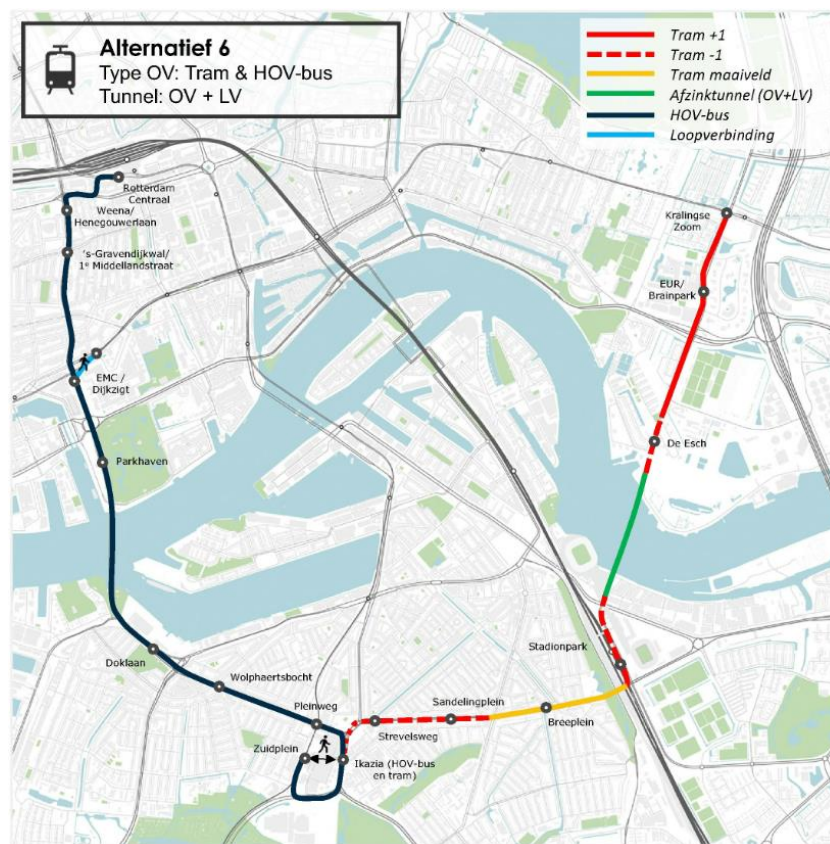 Alternatief 6
Type OV: Tram & HOV-bus
Tunnel: OV + LV
Tram +1
Tram -1
Tram maaiveld
Afzinktunnel (OV+LV)
HOV-bus
Loopverbinding
Rotterdam
Centraal
Weena/
Henegouwerlaan
's-Gravendijkwal/
1e Middellandstraat
Kralingse
Zoom
EUR/
Brainpark
EMC /
Dijkzigt
De Esch
Parkhaven
Doklaan
Wolphaertsbocht
Pleinweg
Zuidplein
Ikazia (HOV-bus
en tram)
Strevelsweg
Sandelingplein
Breeplein
Stadionpark